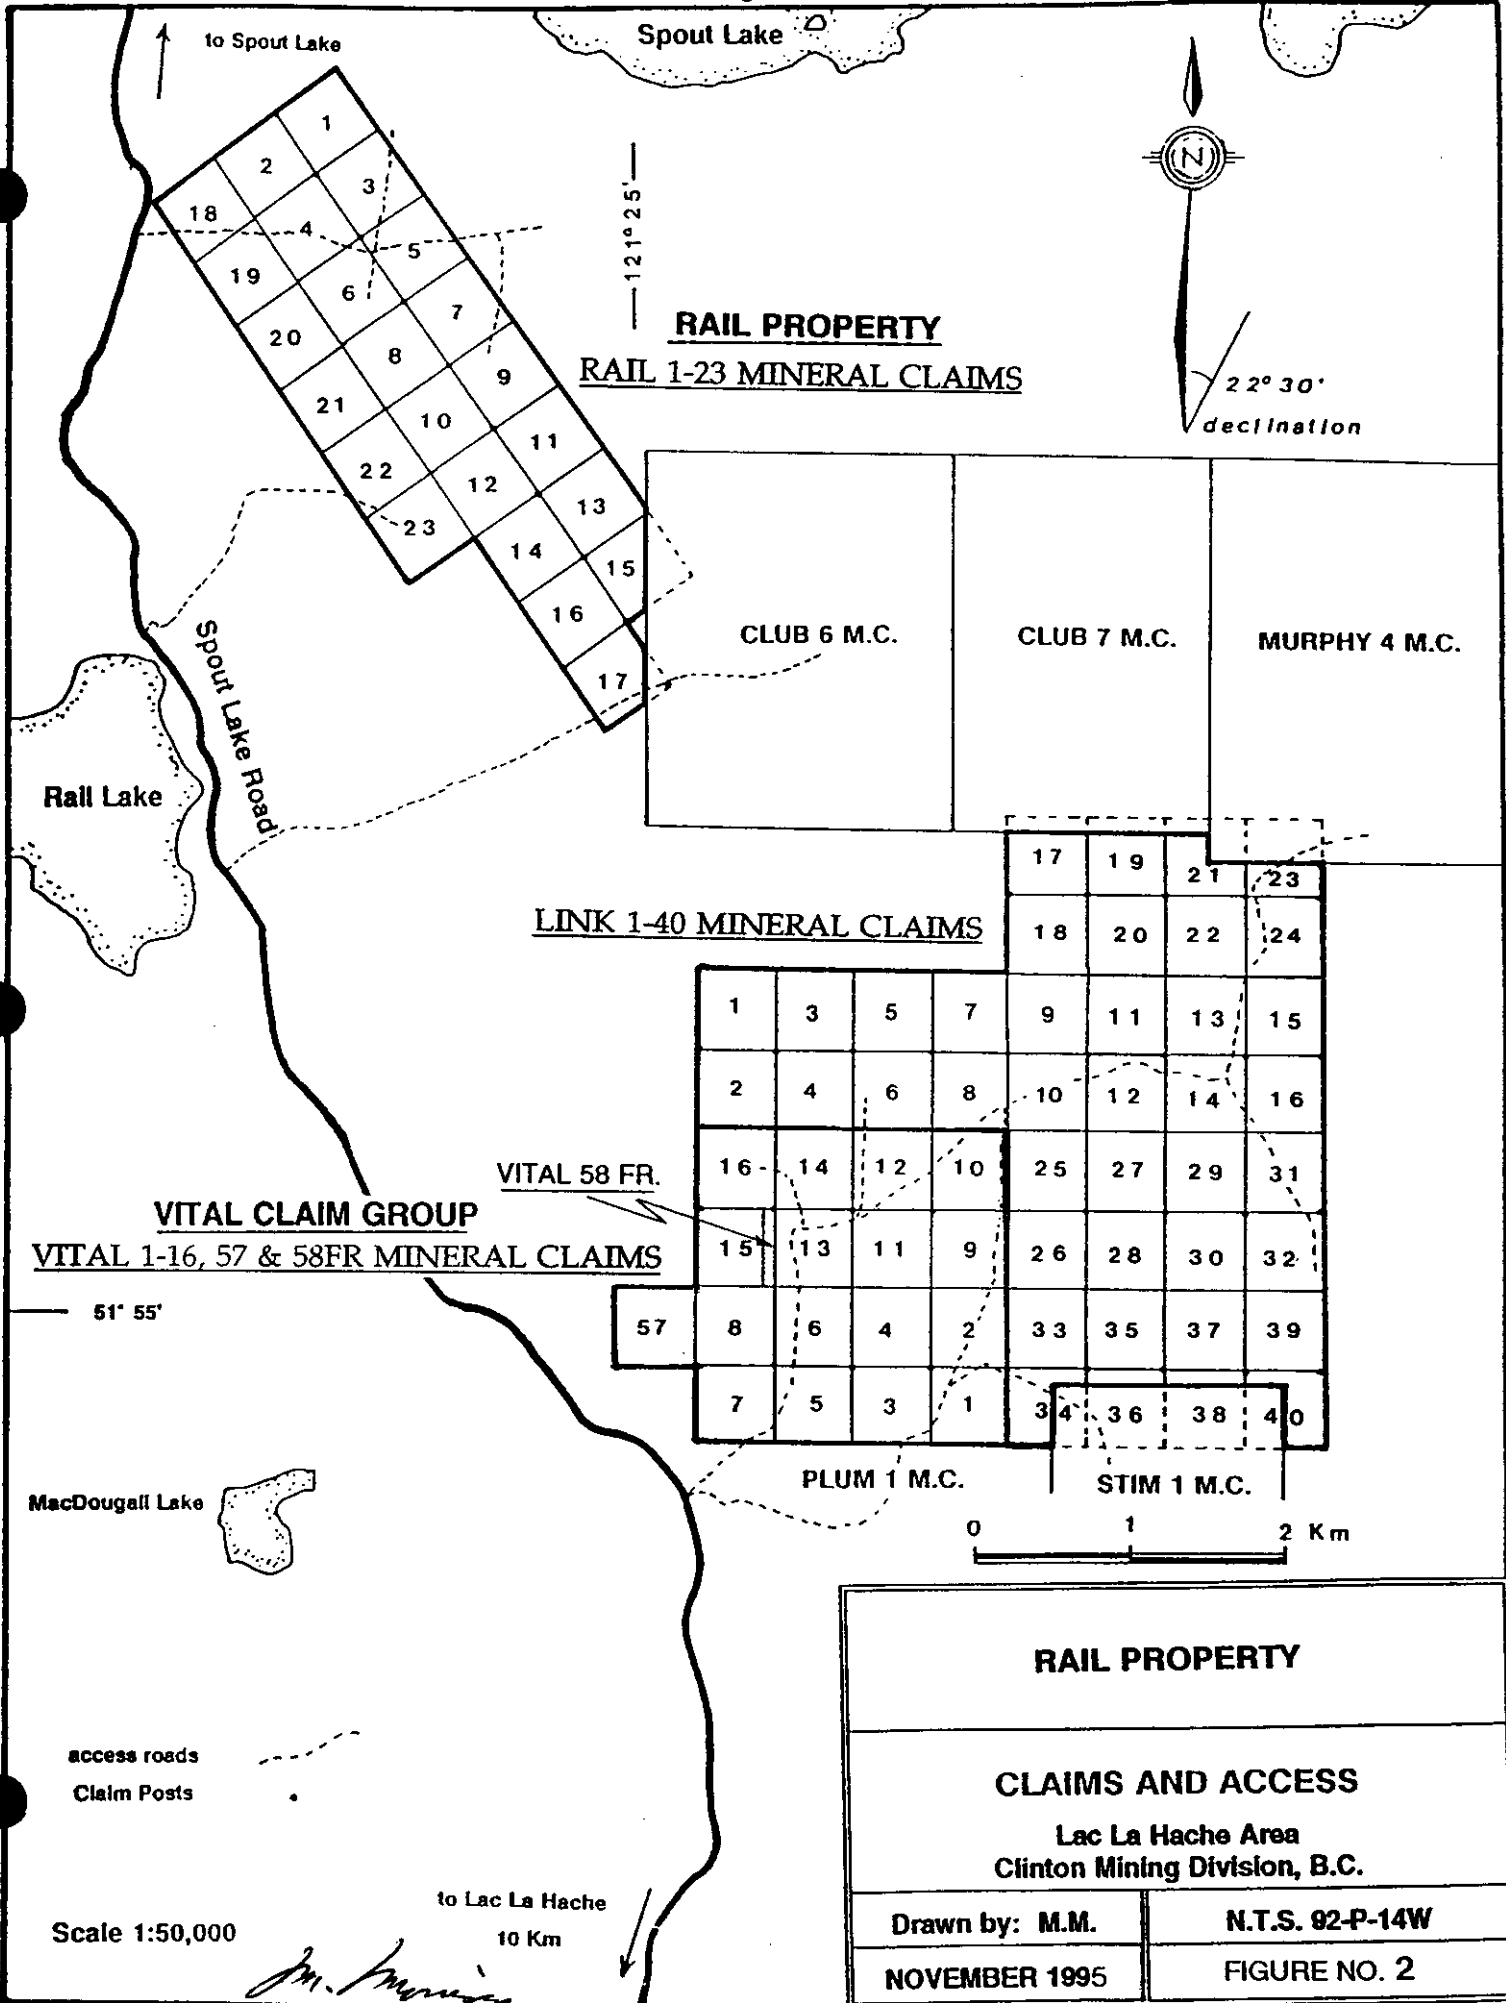 to Spout Lake
Spout Lake
N
1
2
3
18
4
5
19
6
7
20
8
9
21
10
11
22
12
13
23
14
15
16
17
121° 25'
RAIL PROPERTY
RAIL 1-23 MINERAL CLAIMS
22° 30'
declination
CLUB 6 M.C.
CLUB 7 M.C.
MURPHY 4 M.C.
Spout Lake Road
Rail Lake
LINK 1-40 MINERAL CLAIMS
17 19 21 23
18 20 22 24
1 3 5 7 9 11 13 15
2 4 6 8 10 12 14 16
16 14 12 10 25 27 29 31
VITAL 58 FR.
VITAL CLAIM GROUP
VITAL 1-16, 57 & 58FR MINERAL CLAIMS
15 13 11 9 26 28 30 32
51° 55'
57 8 6 4 2 33 35 37 39
7 5 3 1 34 36 38 40
PLUM 1 M.C.
STIM 1 M.C.
MacDougall Lake
0 1 2 Km
RAIL PROPERTY
CLAIMS AND ACCESS
Lac La Hache Area
Clinton Mining Division, B.C.
Drawn by: M.M.
N.T.S. 92-P-14W
NOVEMBER 1995
FIGURE NO. 2
access roads
Claim Posts
to Lac La Hache
10 Km
Scale 1:50,000